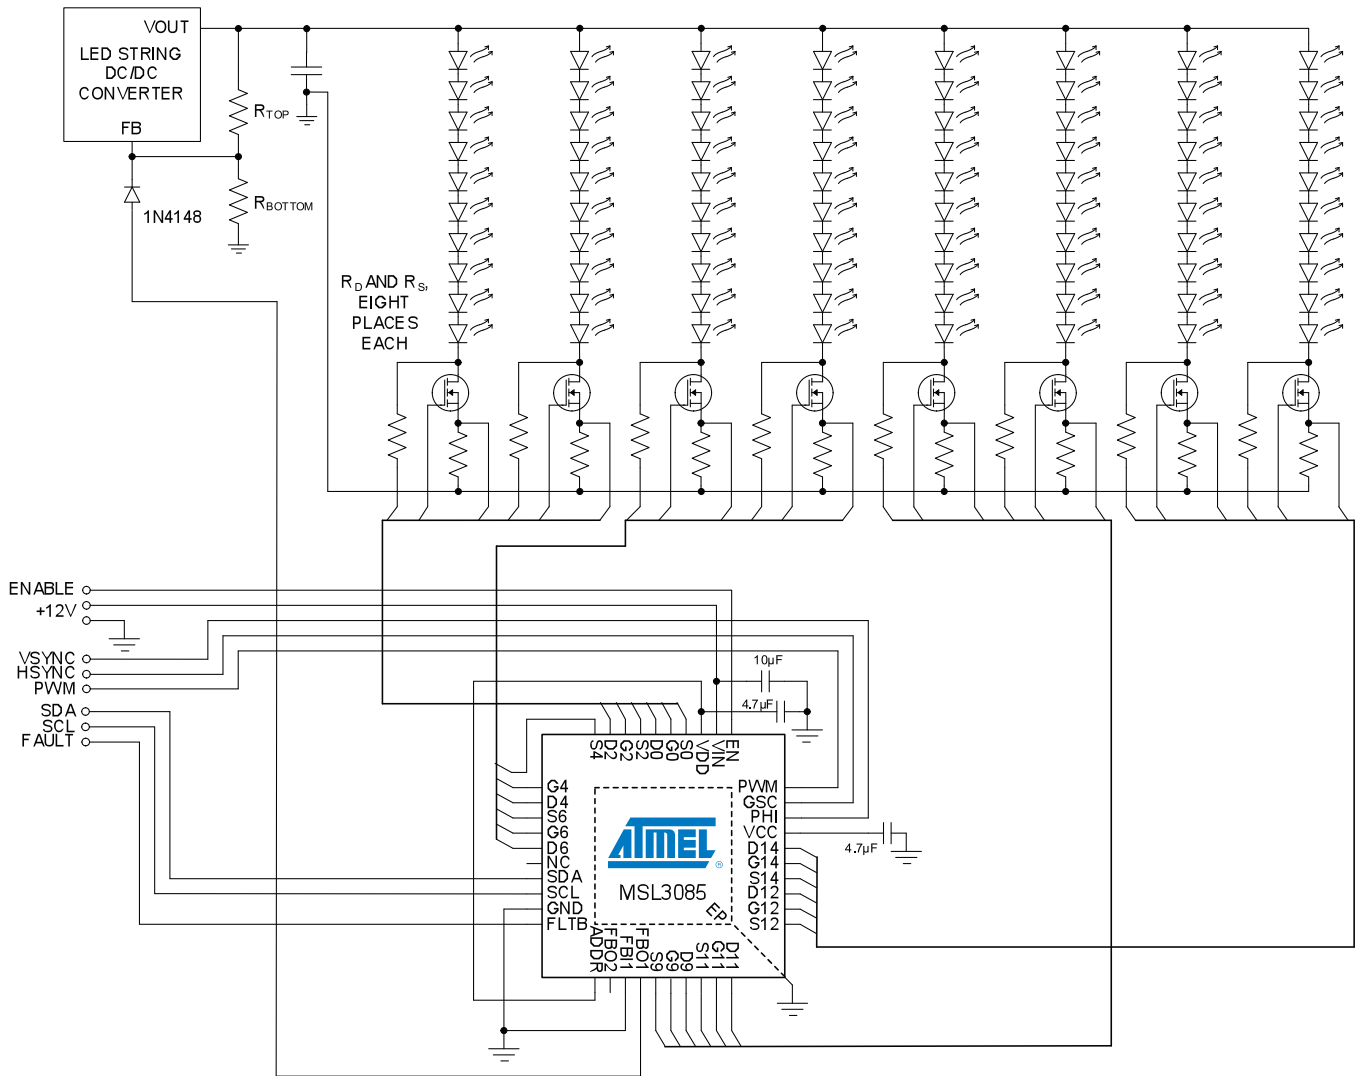 VOUT
LED STRING
DC/DC
CONVERTER
FB
RTOP
RBOTTOM
1N4148
RD AND RS,
EIGHT
PLACES
EACH
ENABLE
+12V
VSYNC
HSYNC
PWM
SDA
SCL
FAULT
10µF
4.7µF
S4
D2
G2
S2
D0
G0
S0
VDD
VIN
EN
G4
D4
S6
G6
D6
NC
SDA
SCL
GND
FLTB
PWM
GSC
PHI
VCC
D14
G14
S14
D12
G12
S12
4.7µF
ATMEL ®
MSL3085
EP
ADDR
FBO2
FBI1
FBO1
S9
G9
D9
S11
G11
D11